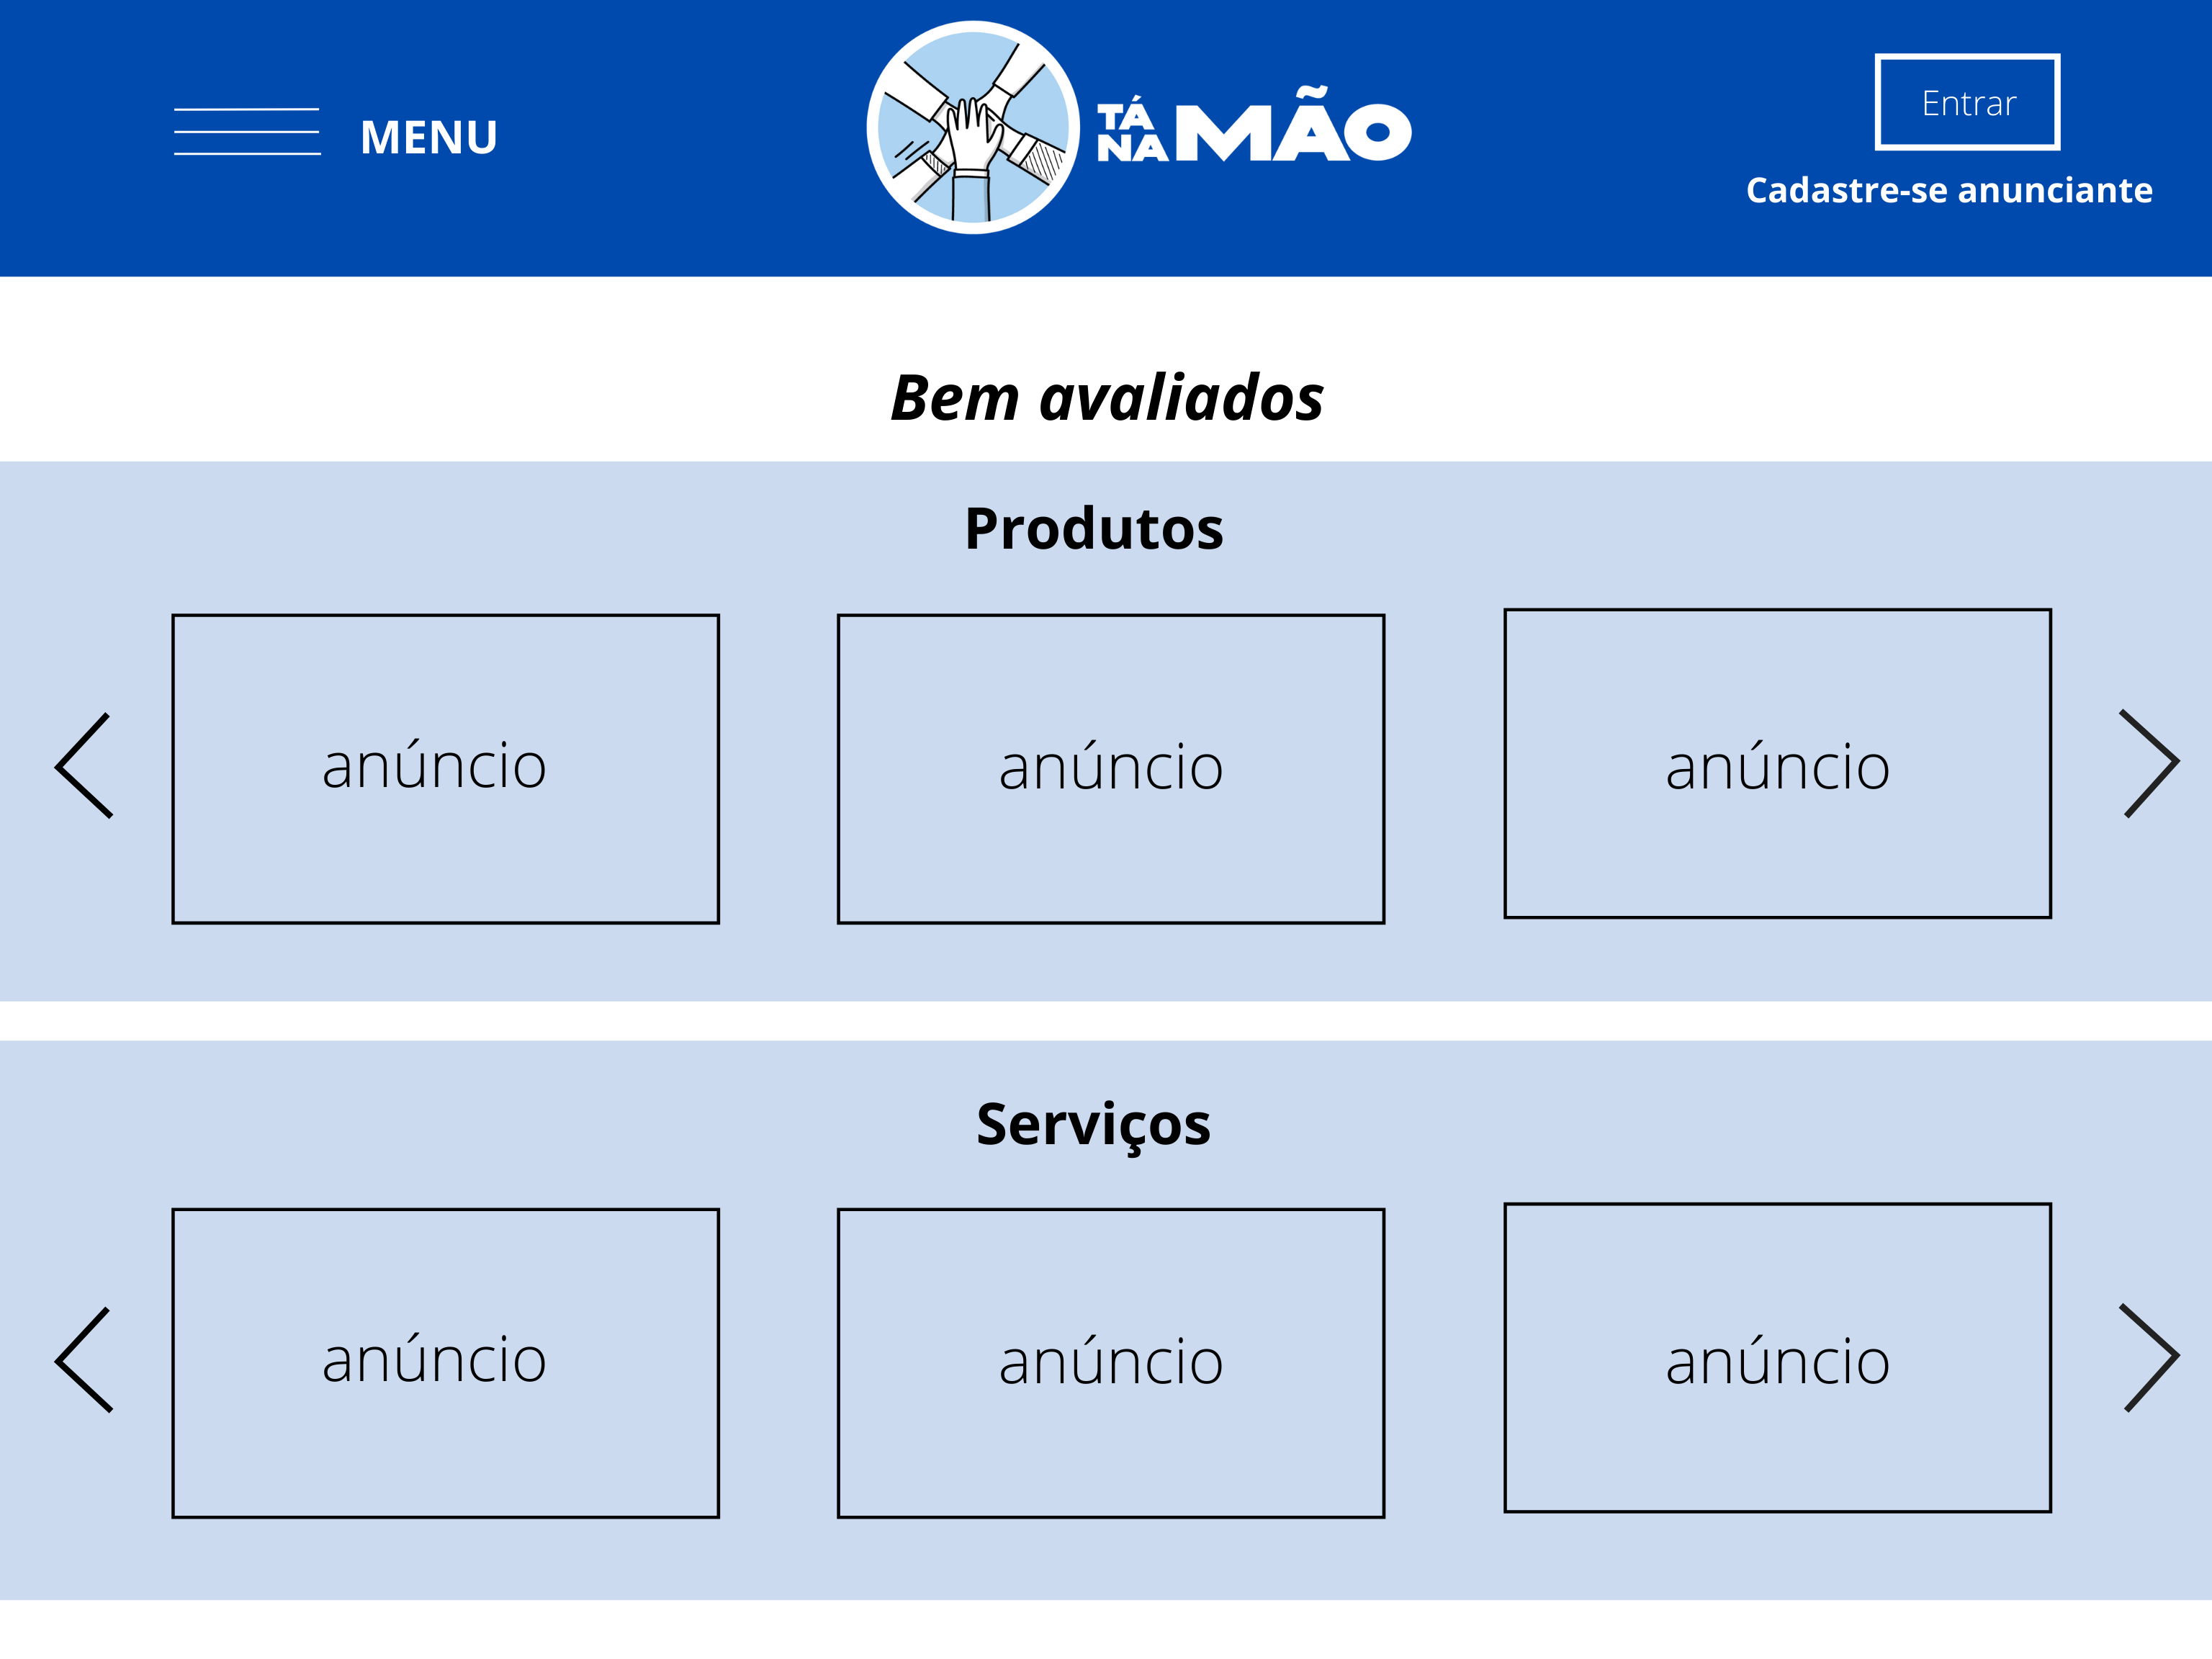 MENU
TÁ
NA MÃO
Entrar
Cadastre-se anunciante
Bem avaliados
Produtos
anúncio
anúncio
anúncio
Serviços
anúncio
anúncio
anúncio